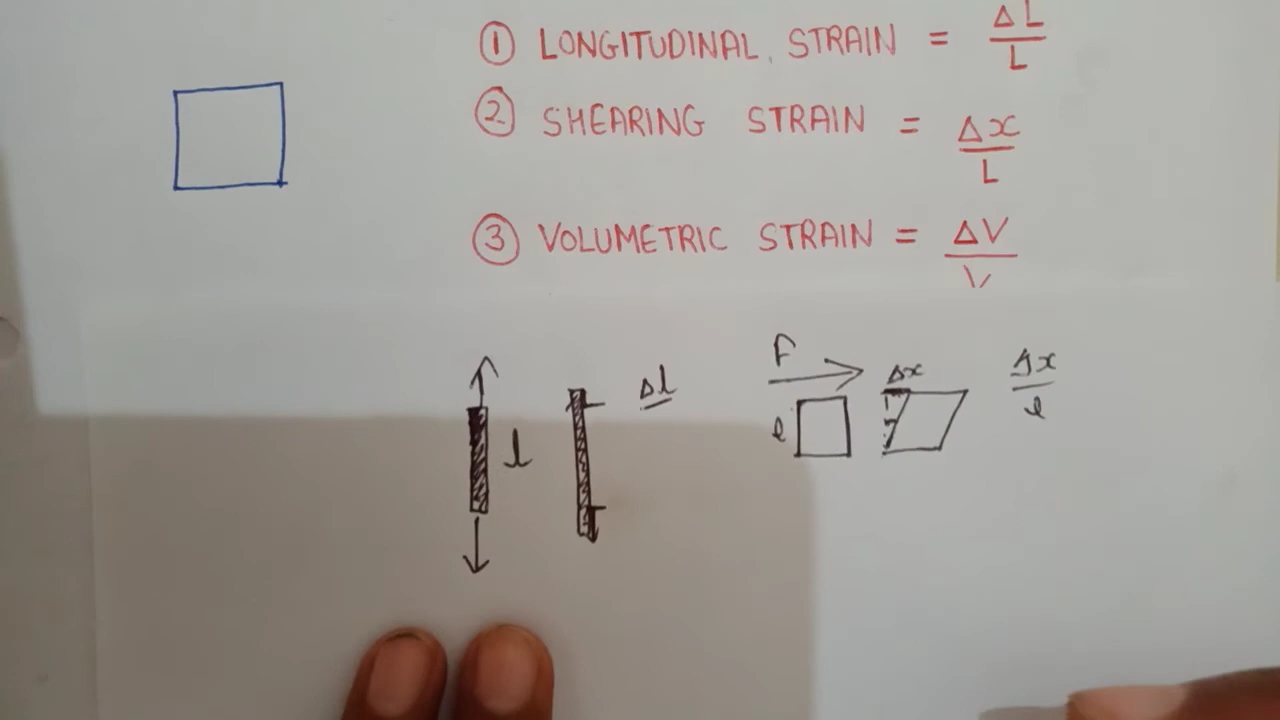 ① LONGITUDINAL STRAIN = ΔL/L
② SHEARING STRAIN = Δx/L
③ VOLUMETRIC STRAIN = ΔV/V
l
Δl
F
l
Δx
Δx/l